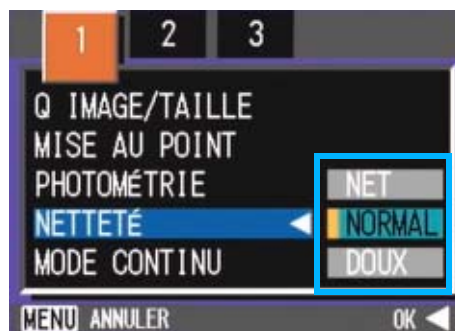 1 2 3
Q IMAGE/TAILLE
MISE AU POINT
PHOTOMÉTRIE NET
NETTETÉ NORMAL
MODE CONTINU DOUX
MENU ANNULER OK